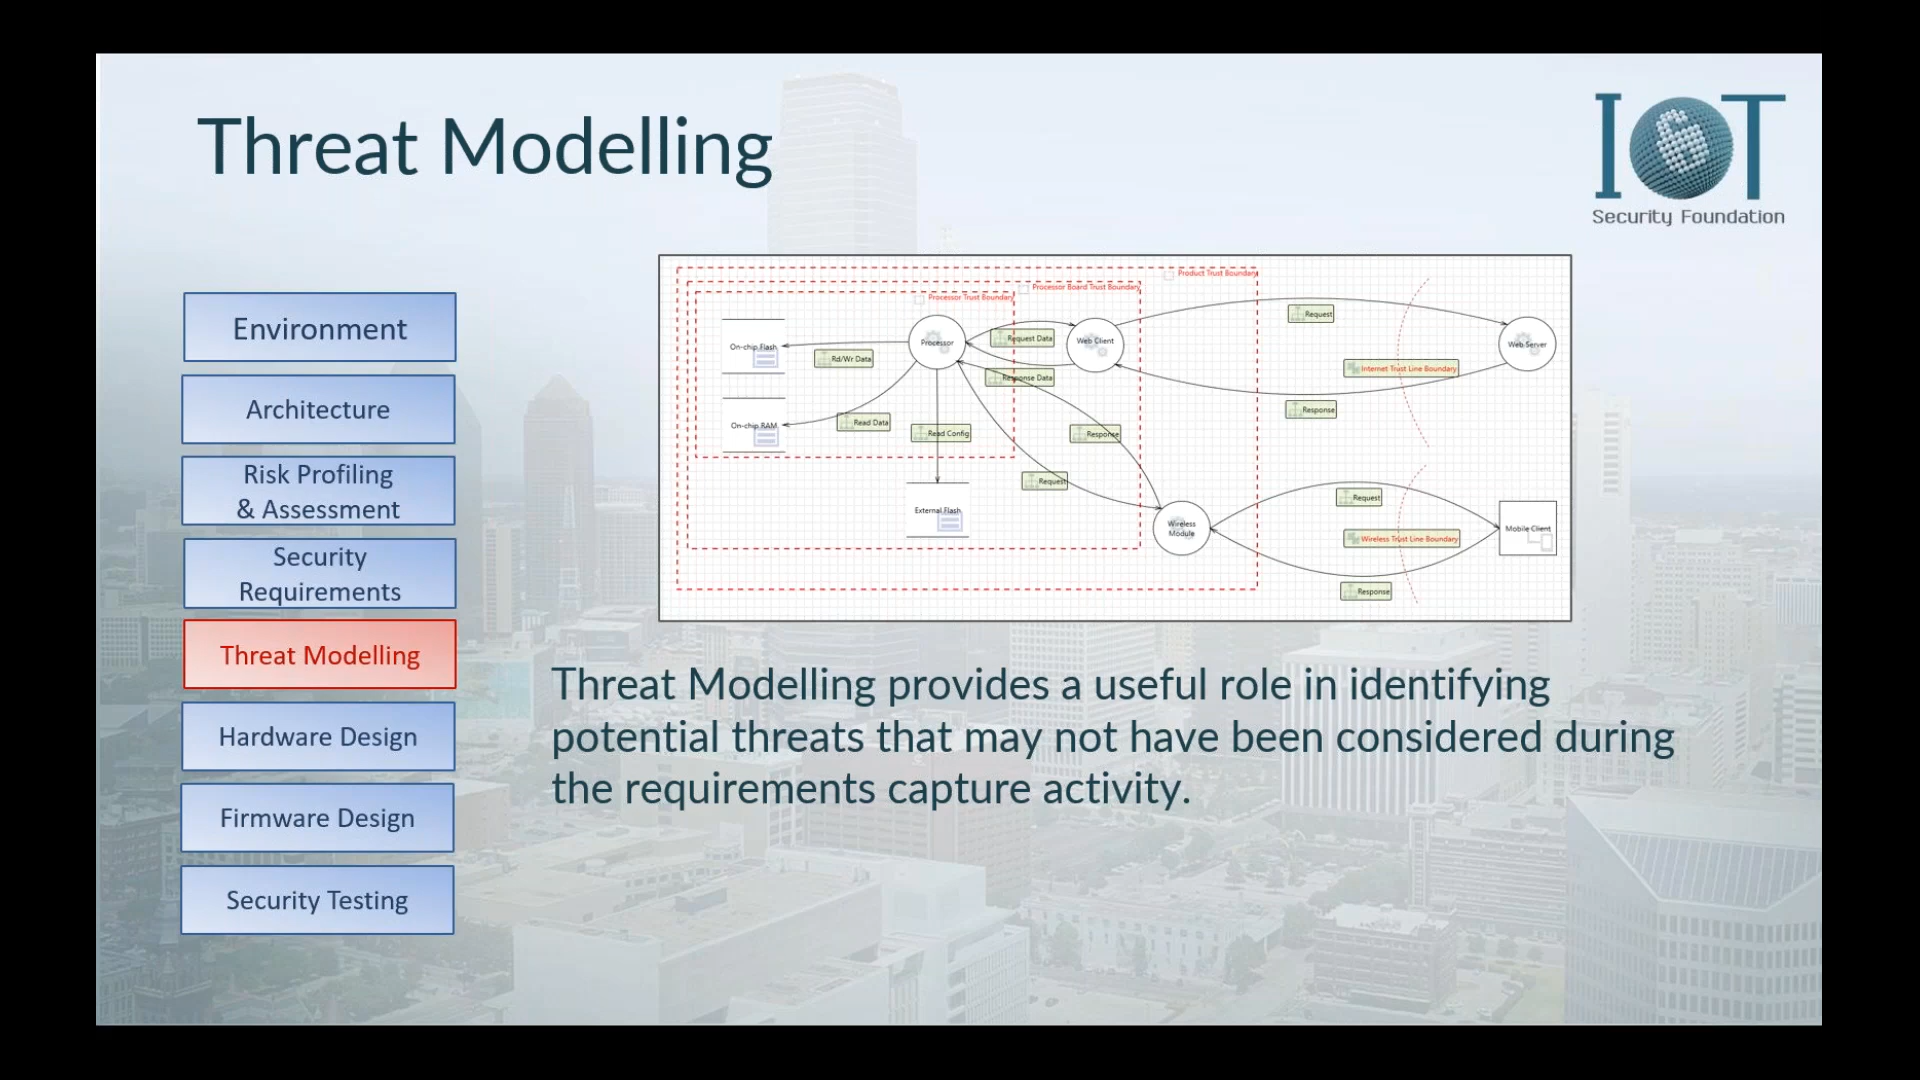 Threat Modelling
IOT
Security Foundation
Environment
Architecture
Risk Profiling
& Assessment
Security
Requirements
Threat Modelling
Hardware Design
Firmware Design
Security Testing
Product Trust Boundary
Processor Board Trust Boundary
Processor Trust Boundary
On-chip Flash
Rd/Wr Data
Processor
Request Data
Web Client
Response Data
Request
Web Server
Internet Trust Line Boundary
Response
On-chip RAM
Read Data
Read Config
Response
Request
External Flash
Wireless
Module
Request
Mobile Client
Wireless Trust Line Boundary
Response
Threat Modelling provides a useful role in identifying
potential threats that may not have been considered during
the requirements capture activity.